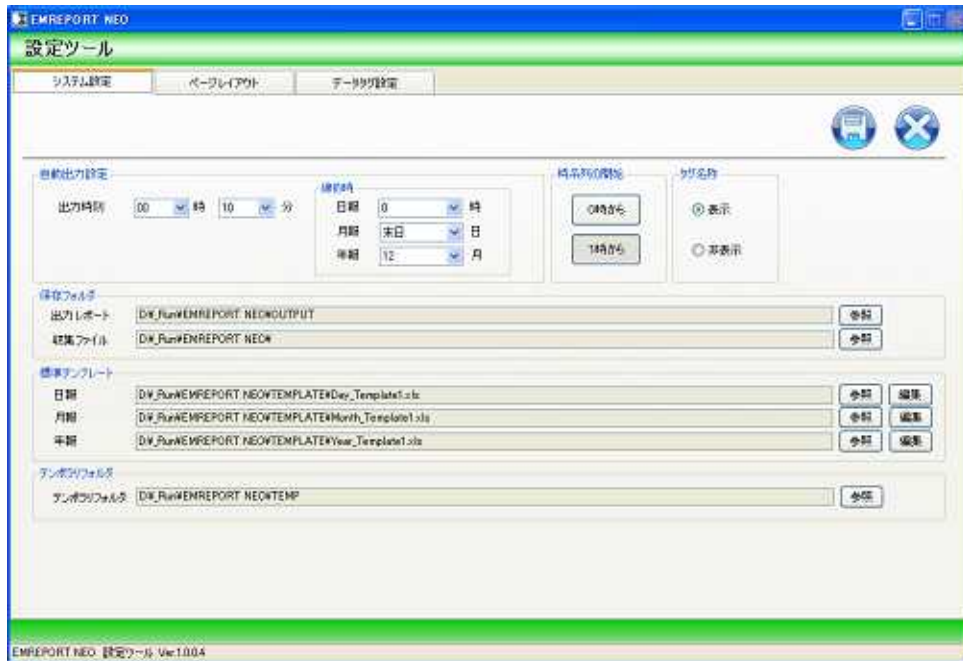 EMREPORT NEO
設定ツール
システム設定 ページレイアウト データタグ設定
自動出力設定
出力時刻 00 時 10 分
締め時
日報 0 時
月報 末日 日
年報 12 月
時系列の開始
0時から
1時から
タグ名称
表示
非表示
保存フォルダ
出力レポート D:¥_Run¥EMREPORT NEO¥OUTPUT 参照
収集ファイル D:¥_Run¥EMREPORT NEO¥ 参照
標準テンプレート
日報 D:¥_Run¥EMREPORT NEO¥TEMPLATE¥Day_Template1.xls 参照 編集
月報 D:¥_Run¥EMREPORT NEO¥TEMPLATE¥Month_Template1.xls 参照 編集
年報 D:¥_Run¥EMREPORT NEO¥TEMPLATE¥Year_Template1.xls 参照 編集
テンポラリフォルダ
テンポラリフォルダ D:¥_Run¥EMREPORT NEO¥TEMP 参照
EMREPORT NEO 設定ツール Ver.1.0.0.4